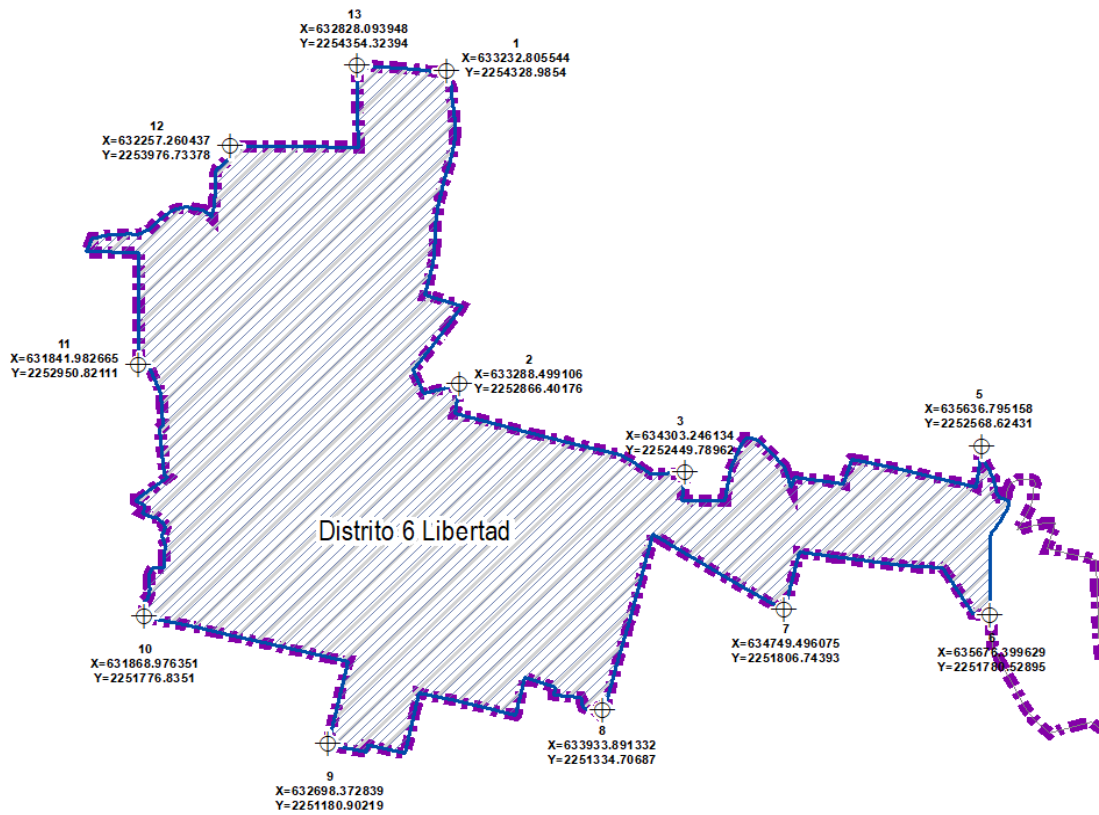 13
X=632828.093948
Y=2254354.32394
1
X=633232.805544
Y=2254328.9854
12
X=632257.260437
Y=2253976.73378
11
X=631841.982665
Y=2252950.82111
2
X=633288.499106
Y=2252866.40176
3
X=634303.246134
Y=2252449.78962
5
X=635636.795158
Y=2252568.62431
Distrito 6 Libertad
7
X=634749.496075
Y=2251806.74393
6
X=635676.399629
Y=2251780.52895
10
X=631868.976351
Y=2251776.8351
8
X=633933.891332
Y=2251334.70687
9
X=632698.372839
Y=2251180.90219